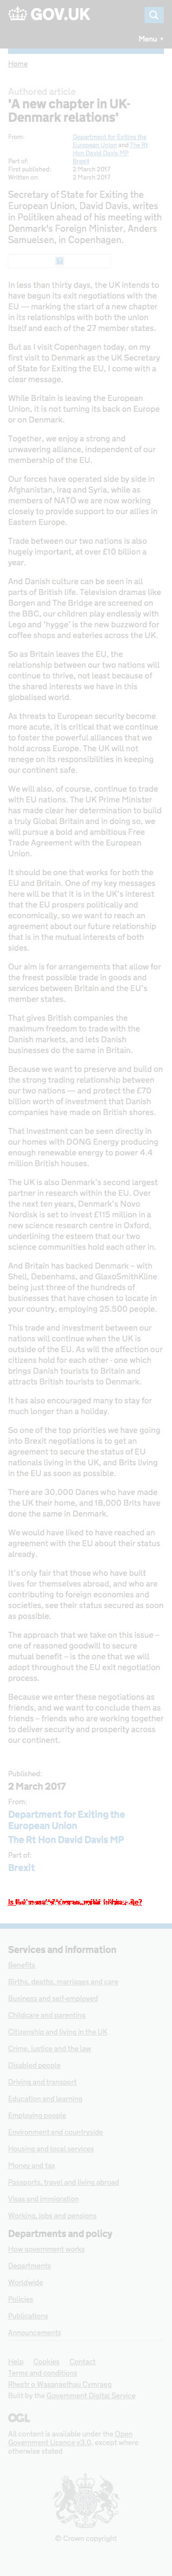 GOV.UK
Menu
Home
Authored article
'A new chapter in UK-
Denmark relations'
From: Department for Exiting the
European Union and The Rt
Hon David Davis MP
Part of: Brexit
First published: 2 March 2017
Written on: 2 March 2017
Secretary of State for Exiting the
European Union, David Davis, writes
in Politiken ahead of his meeting with
Denmark's Foreign Minister, Anders
Samuelsen, in Copenhagen.
In less than thirty days, the UK intends to
have begun its exit negotiations with the
EU — marking the start of a new chapter
in its relationships with both the union
itself and each of the 27 member states.
But as I visit Copenhagen today, on my
first visit to Denmark as the UK Secretary
of State for Exiting the EU, I come with a
clear message.
While Britain is leaving the European
Union, it is not turning its back on Europe
or on Denmark.
Together, we enjoy a strong and
unwavering alliance, independent of our
membership of the EU.
Our forces have operated side by side in
Afghanistan, Iraq and Syria, while as
members of NATO we are now working
closely to provide support to our allies in
Eastern Europe.
Trade between our two nations is also
hugely important, at over £10 billion a
year.
And Danish culture can be seen in all
parts of British life. Television dramas like
Borgen and The Bridge are screened on
the BBC, our children play endlessly with
Lego and 'hygge' is the new buzzword for
coffee shops and eateries across the UK.
So as Britain leaves the EU, the
relationship between our two nations will
continue to thrive, not least because of
the shared interests we have in this
globalised world.
As threats to European security become
more acute, it is critical that we continue
to foster the powerful alliances that we
hold across Europe. The UK will not
renege on its responsibilities in keeping
our continent safe.
We will also, of course, continue to trade
with EU nations. The UK Prime Minister
has made clear her determination to build
a truly Global Britain and in doing so, we
will pursue a bold and ambitious Free
Trade Agreement with the European
Union.
It should be one that works for both the
EU and Britain. One of my key messages
here will be that it is in the UK's interest
that the EU prospers politically and
economically, so we want to reach an
agreement about our future relationship
that is in the mutual interests of both
sides.
Our aim is for arrangements that allow for
the freest possible trade in goods and
services between Britain and the EU's
member states.
That gives British companies the
maximum freedom to trade with the
Danish markets, and lets Danish
businesses do the same in Britain.
Because we want to preserve and build on
the strong trading relationship between
our two nations — and protect the £70
billion worth of investment that Danish
companies have made on British shores.
That investment can be seen directly in
our homes with DONG Energy producing
enough renewable energy to power 4.4
million British houses.
The UK is also Denmark's second largest
partner in research within the EU. Over
the next ten years, Denmark's Novo
Nordisk is set to invest £115 million in a
new science research centre in Oxford,
underlining the esteem that our two
science communities hold each other in.
And Britain has backed Denmark – with
Shell, Debenhams, and GlaxoSmithKline
being just three of the hundreds of
businesses that have chosen to locate in
your country, employing 25,500 people.
This trade and investment between our
nations will continue when the UK is
outside of the EU. As will the affection our
citizens hold for each other - one which
brings Danish tourists to Britain and
attracts British tourists to Denmark.
It has also encouraged many to stay for
much longer than a holiday.
So one of the top priorities we have going
into Brexit negotiations is to get an
agreement to secure the status of EU
nationals living in the UK, and Brits living
in the EU as soon as possible.
There are 30,000 Danes who have made
the UK their home, and 18,000 Brits have
done the same in Denmark.
We would have liked to have reached an
agreement with the EU about their status
already.
It's only fair that those who have built
lives for themselves abroad, and who are
contributing to foreign economies and
societies, see their status secured as soon
as possible.
The approach that we take on this issue –
one of reasoned goodwill to secure
mutual benefit – is the one that we will
adopt throughout the EU exit negotiation
process.
Because we enter these negotiations as
friends, and we want to conclude them as
friends – friends who are working together
to deliver security and prosperity across
our continent.
Published:
2 March 2017
From:
Department for Exiting the
European Union
The Rt Hon David Davis MP
Part of:
Brexit
Services and information
Benefits
Births, deaths, marriages and care
Business and self-employed
Childcare and parenting
Citizenship and living in the UK
Crime, justice and the law
Disabled people
Driving and transport
Education and learning
Employing people
Environment and countryside
Housing and local services
Money and tax
Passports, travel and living abroad
Visas and immigration
Working, jobs and pensions
Departments and policy
How government works
Departments
Worldwide
Policies
Publications
Announcements
Help Cookies Contact
Terms and conditions
Rhestr o Wasanaethau Cymraeg
Built by the Government Digital Service
OGL
All content is available under the Open
Government Licence v3.0, except where
otherwise stated
© Crown copyright